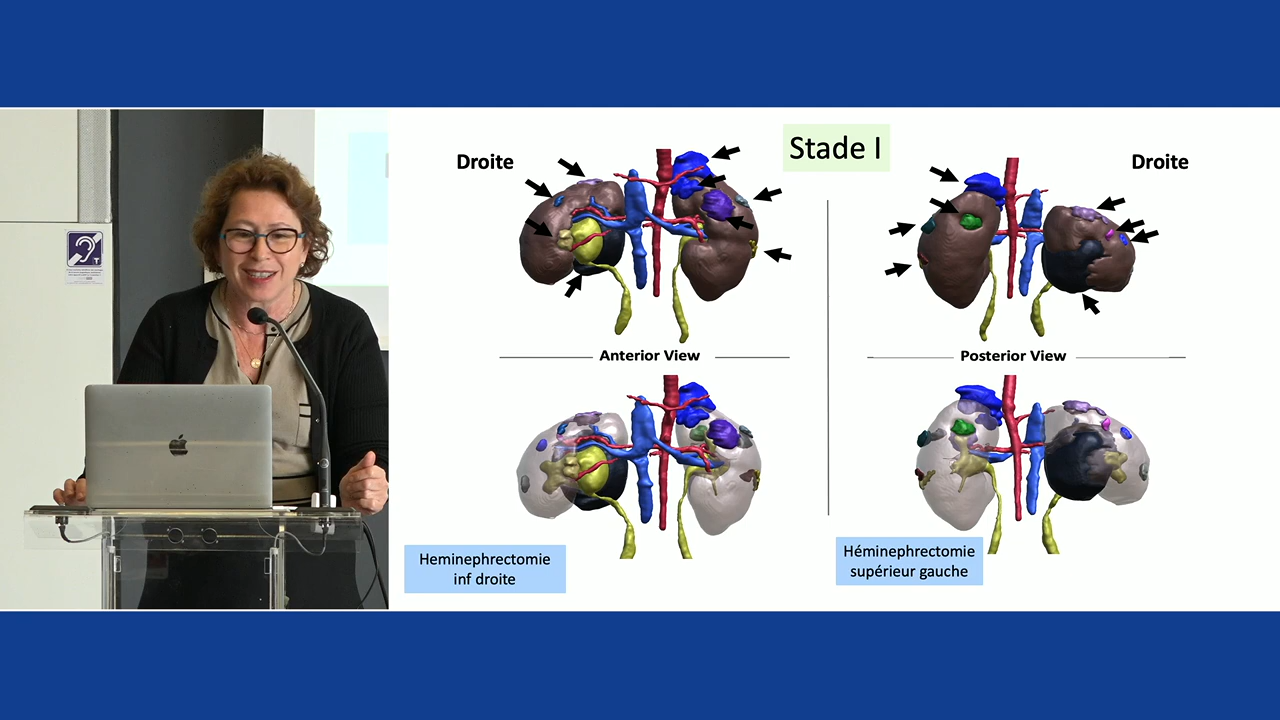 Stade I
Droite
Droite
Anterior View
Posterior View
Heminephrectomie
inf droite
Héminephrectomie
supérieur gauche